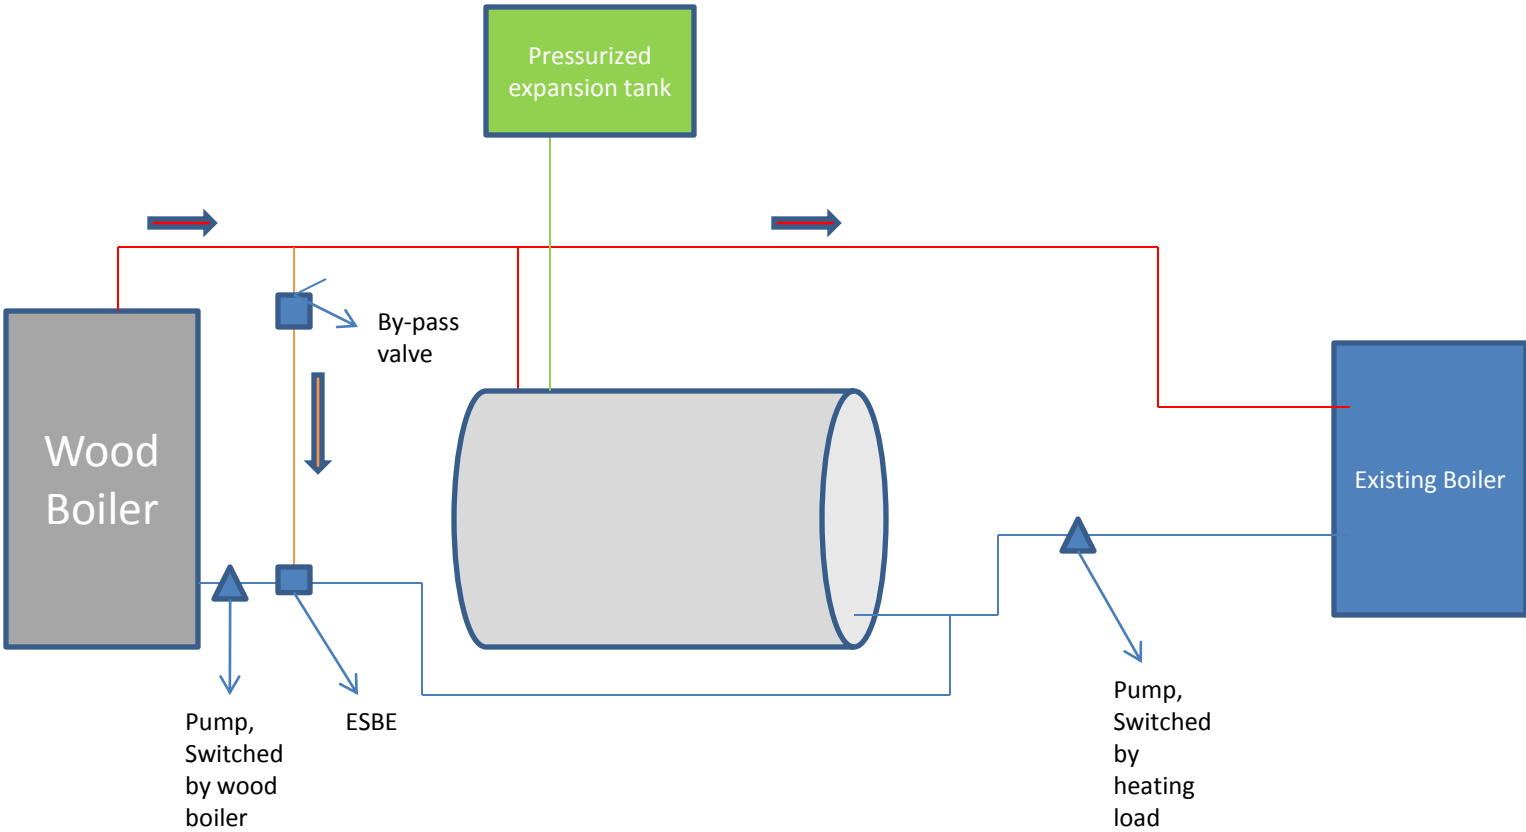 Pressurized
expansion tank
By-pass
valve
Wood
Boiler
Existing Boiler
Pump,
Switched
by wood
boiler
ESBE
Pump,
Switched
by
heating
load